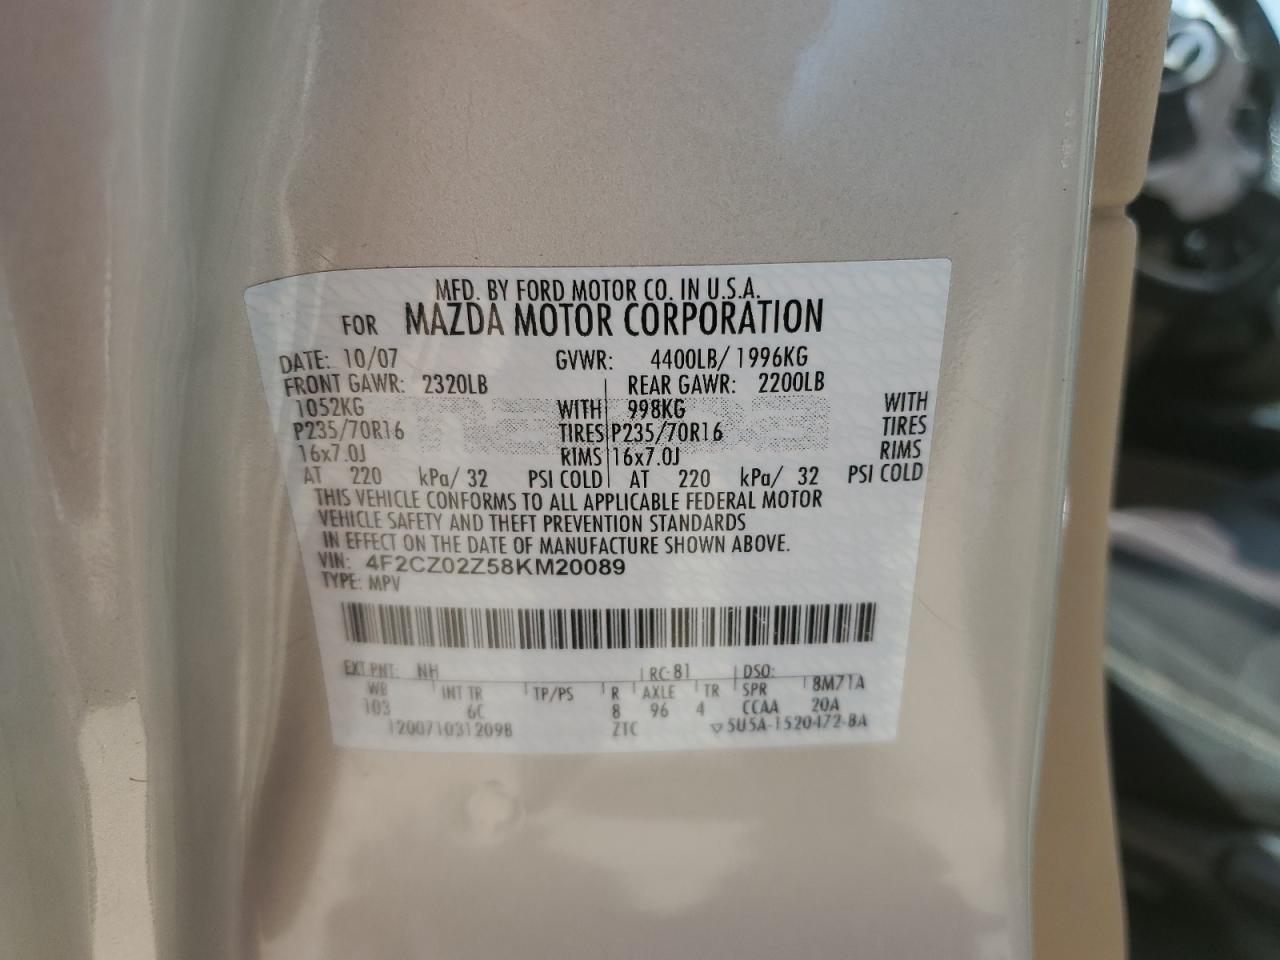 MFD. BY FORD MOTOR CO. IN U.S.A.
FOR MAZDA MOTOR CORPORATION
DATE: 10/07 GVWR: 4400LB/ 1996KG
FRONT GAWR: 2320LB REAR GAWR: 2200LB
1052KG WITH 998KG WITH
P235/70R16 TIRES P235/70R16 TIRES
16x7.0J RIMS 16x7.0J RIMS
AT 220 kPa/ 32 PSI COLD AT 220 kPa/ 32 PSI COLD
THIS VEHICLE CONFORMS TO ALL APPLICABLE FEDERAL MOTOR
VEHICLE SAFETY AND THEFT PREVENTION STANDARDS
IN EFFECT ON THE DATE OF MANUFACTURE SHOWN ABOVE.
VIN: 4F2CZ02Z58KM20089
TYPE: MPV
EXT PNT: NH RC: 81 DSO:
WB INT TR TP/PS R AXLE TR SPR 8M71A
103 6C 8 96 4 CCAA 20A
12007103120​98 ZTC ▽5U5A-1520472-BA